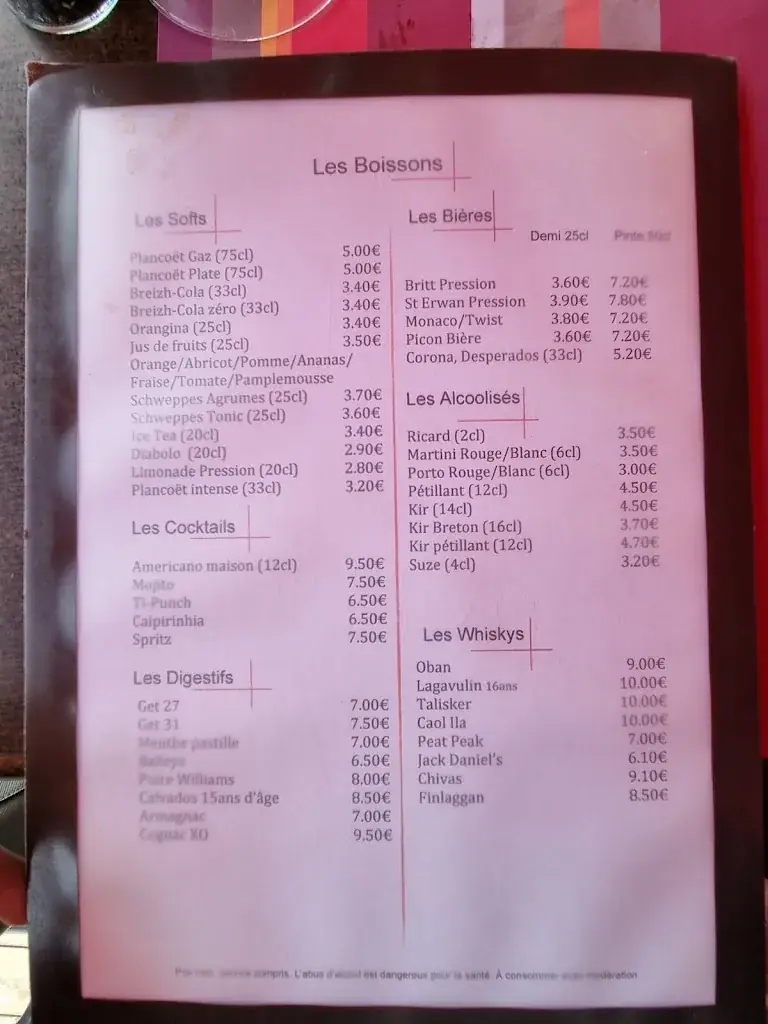 Les Boissons
Les Softs
Plancoët Gaz (75cl) 5.00€
Plancoët Plate (75cl) 5.00€
Breizh-Cola (33cl) 3.40€
Breizh-Cola zéro (33cl) 3.40€
Orangina (25cl) 3.40€
Jus de fruits (25cl) 3.50€
Orange/Abricot/Pomme/Ananas/
Fraise/Tomate/Pamplemousse
Schweppes Agrumes (25cl) 3.70€
Schweppes Tonic (25cl) 3.60€
Ice Tea (20cl) 3.40€
Diabolo (20cl) 2.90€
Limonade Pression (20cl) 2.80€
Plancoët intense (33cl) 3.20€
Les Cocktails
Americano maison (12cl) 9.50€
Mojito 7.50€
Ti-Punch 6.50€
Caipirinhia 6.50€
Spritz 7.50€
Les Digestifs
Get 27 7.00€
Get 31 7.50€
Menthe pastille 7.00€
Baileys 6.50€
Poire Williams 8.00€
Calvados 15ans d'âge 8.50€
Armagnac 7.00€
Cognac XO 9.50€
Les Bières
Demi 25cl Pinte 50cl
Britt Pression 3.60€ 7.20€
St Erwan Pression 3.90€ 7.80€
Monaco/Twist 3.80€ 7.20€
Picon Bière 3.60€ 7.20€
Corona, Desperados (33cl) 5.20€
Les Alcoolisés
Ricard (2cl) 3.50€
Martini Rouge/Blanc (6cl) 3.50€
Porto Rouge/Blanc (6cl) 3.00€
Pétillant (12cl) 4.50€
Kir (14cl) 4.50€
Kir Breton (16cl) 3.70€
Kir pétillant (12cl) 4.70€
Suze (4cl) 3.20€
Les Whiskys
Oban 9.00€
Lagavulin 16ans 10.00€
Talisker 10.00€
Caol Ila 10.00€
Peat Peak 7.00€
Jack Daniel's 6.10€
Chivas 9.10€
Finlaggan 8.50€
Prix nets, service compris. L'abus d'alcool est dangereux pour la santé. À consommer avec modération